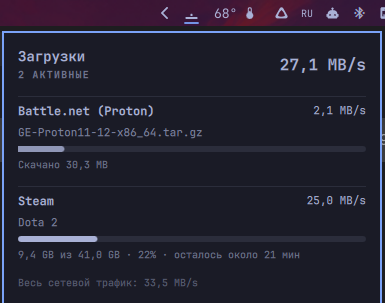 68°
RU
Загрузки
27,1 MB/s
2 АКТИВНЫЕ
Battle.net (Proton)
2,1 MB/s
GE-Proton11-12-x86_64.tar.gz
Скачано 30,3 MB
Steam
25,0 MB/s
Dota 2
9,4 GB из 41,0 GB · 22% · осталось около 21 мин
Весь сетевой трафик: 33,5 MB/s